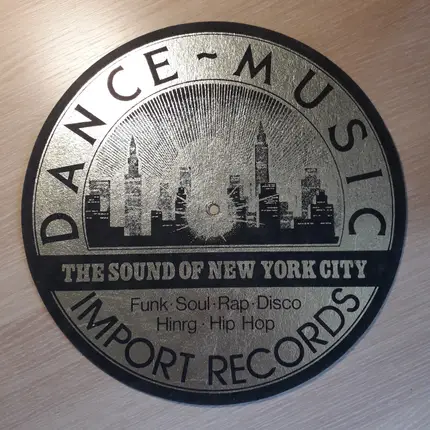 DANCE~MUSIC
THE SOUND OF NEW YORK CITY
Funk·Soul·Rap·Disco
Hinrg·Hip Hop
IMPORT RECORDS